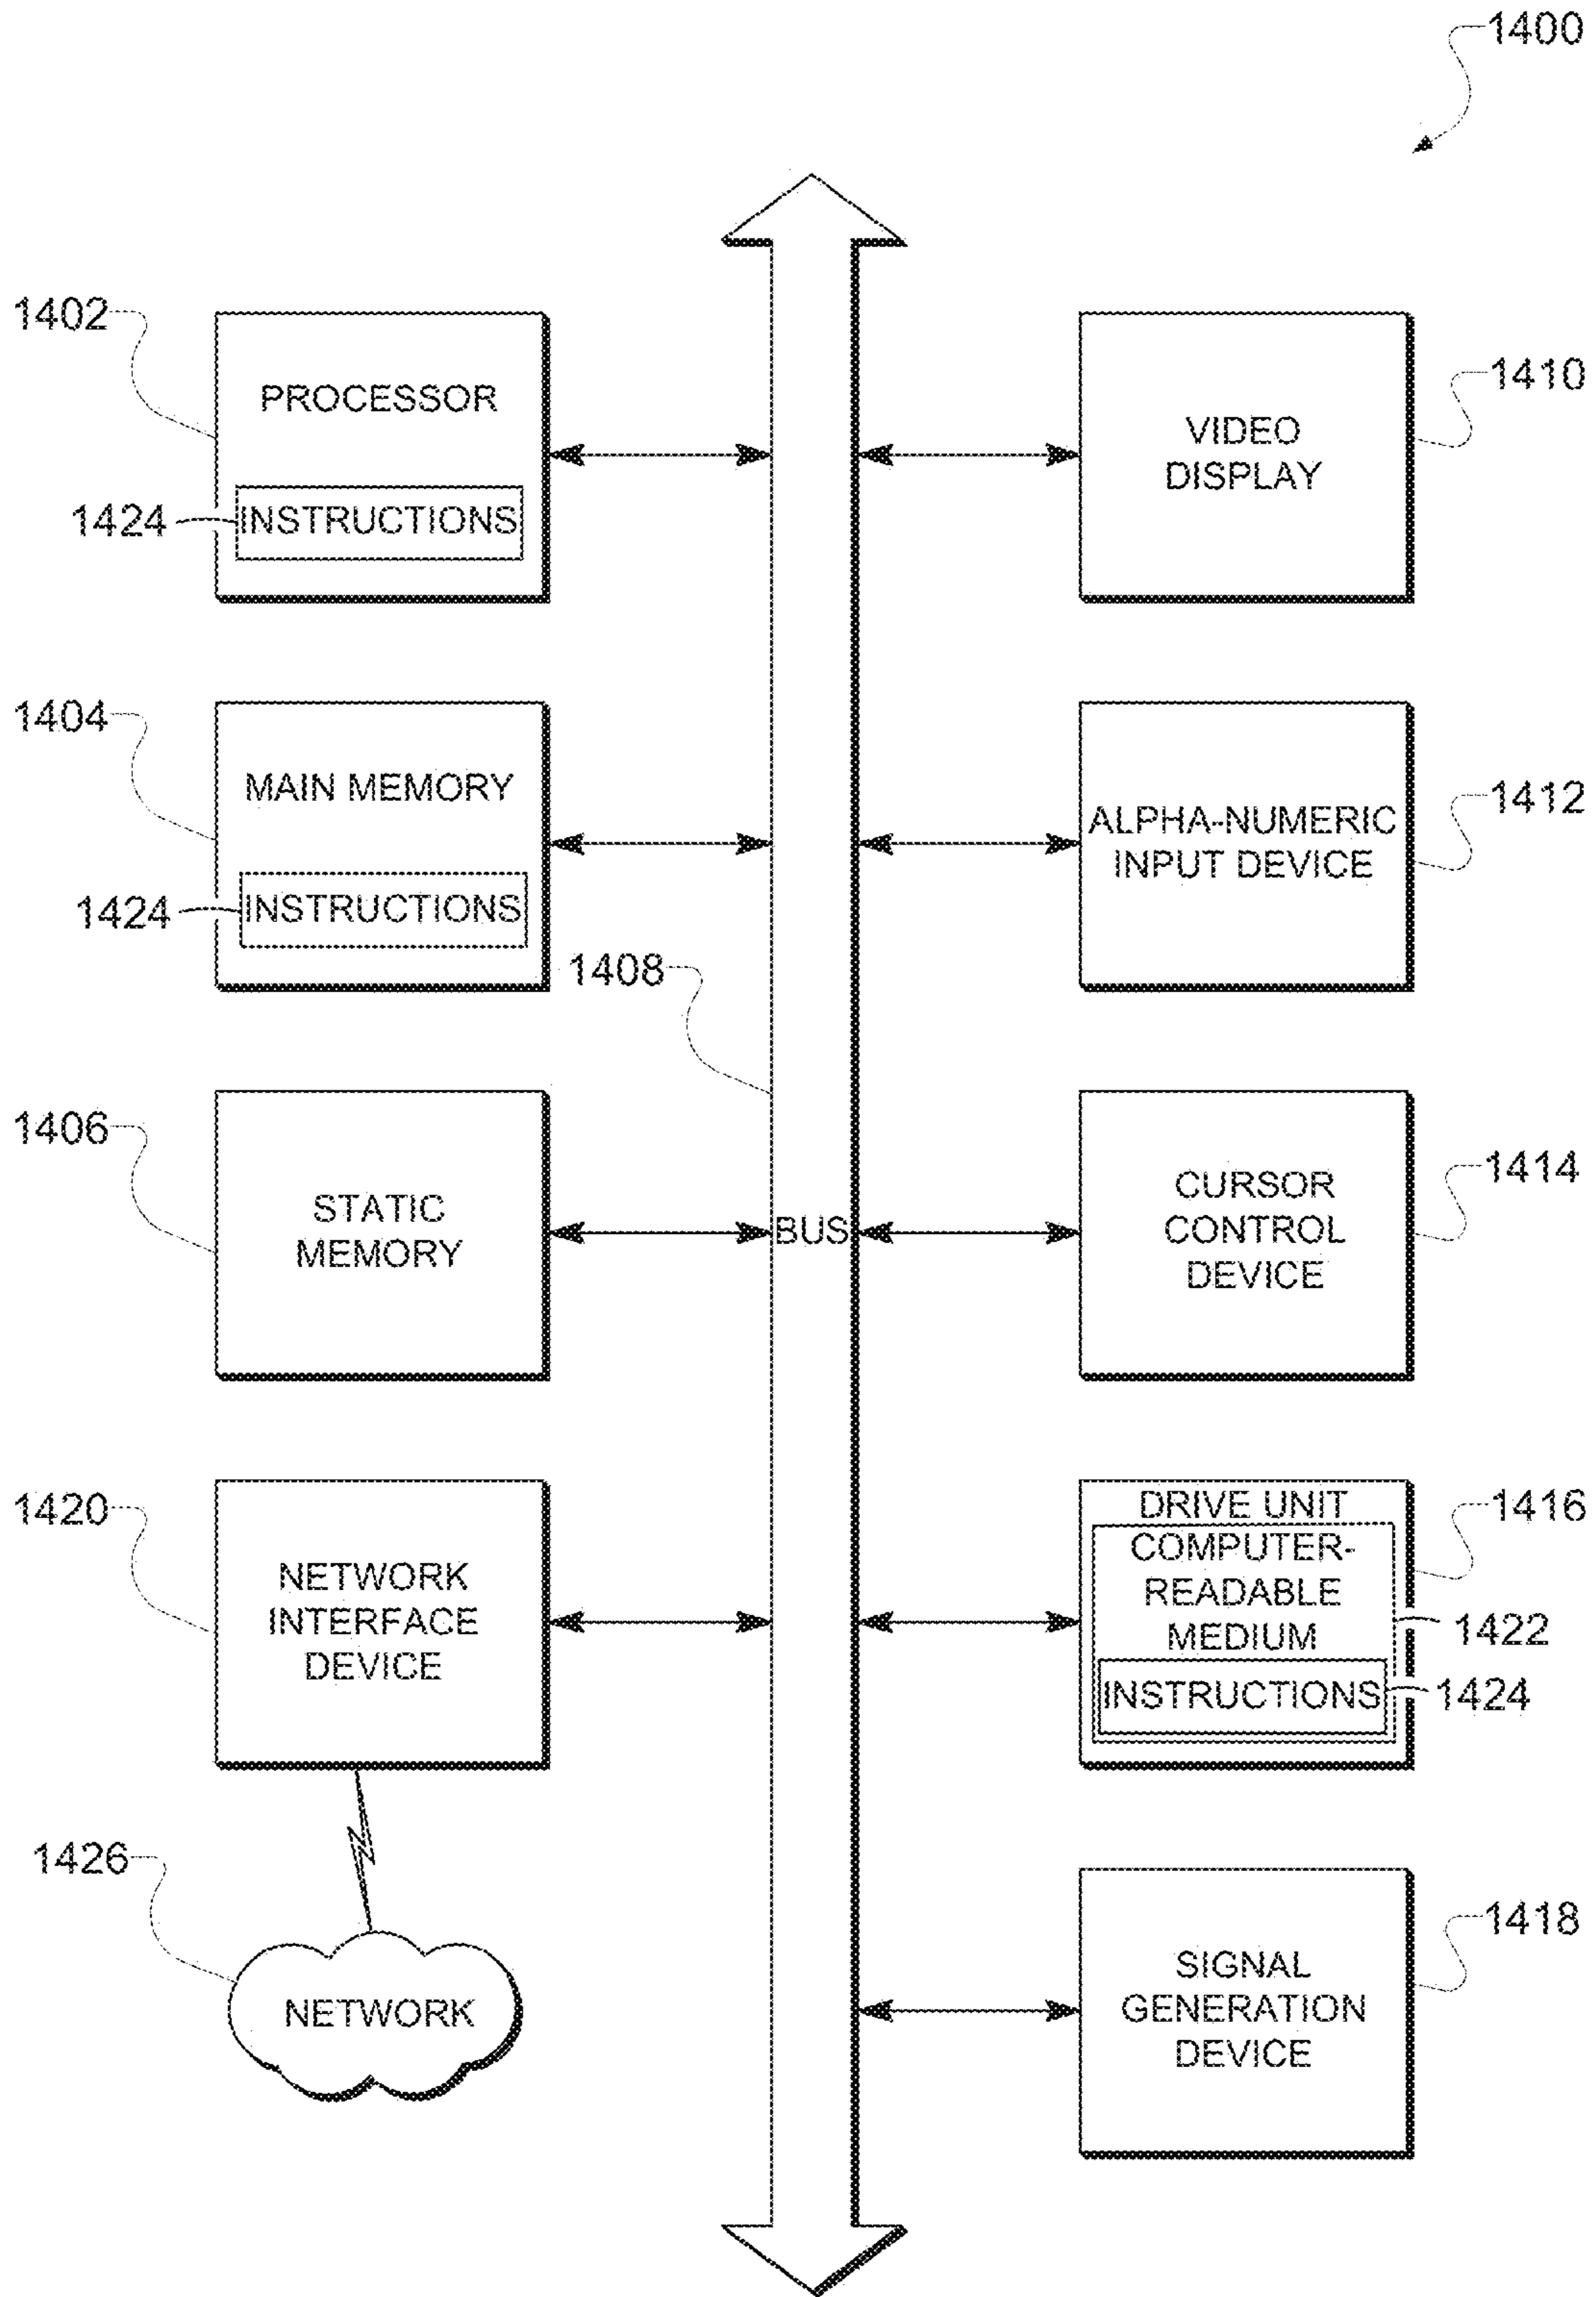 1400
1402
PROCESSOR
1424
INSTRUCTIONS
1410
VIDEO
DISPLAY
1404
MAIN MEMORY
1424
INSTRUCTIONS
1412
ALPHA-NUMERIC
INPUT DEVICE
1408
1406
STATIC
MEMORY
BUS
1414
CURSOR
CONTROL
DEVICE
1420
NETWORK
INTERFACE
DEVICE
1416
DRIVE UNIT
COMPUTER-
READABLE
MEDIUM
1422
INSTRUCTIONS
1424
1426
NETWORK
1418
SIGNAL
GENERATION
DEVICE